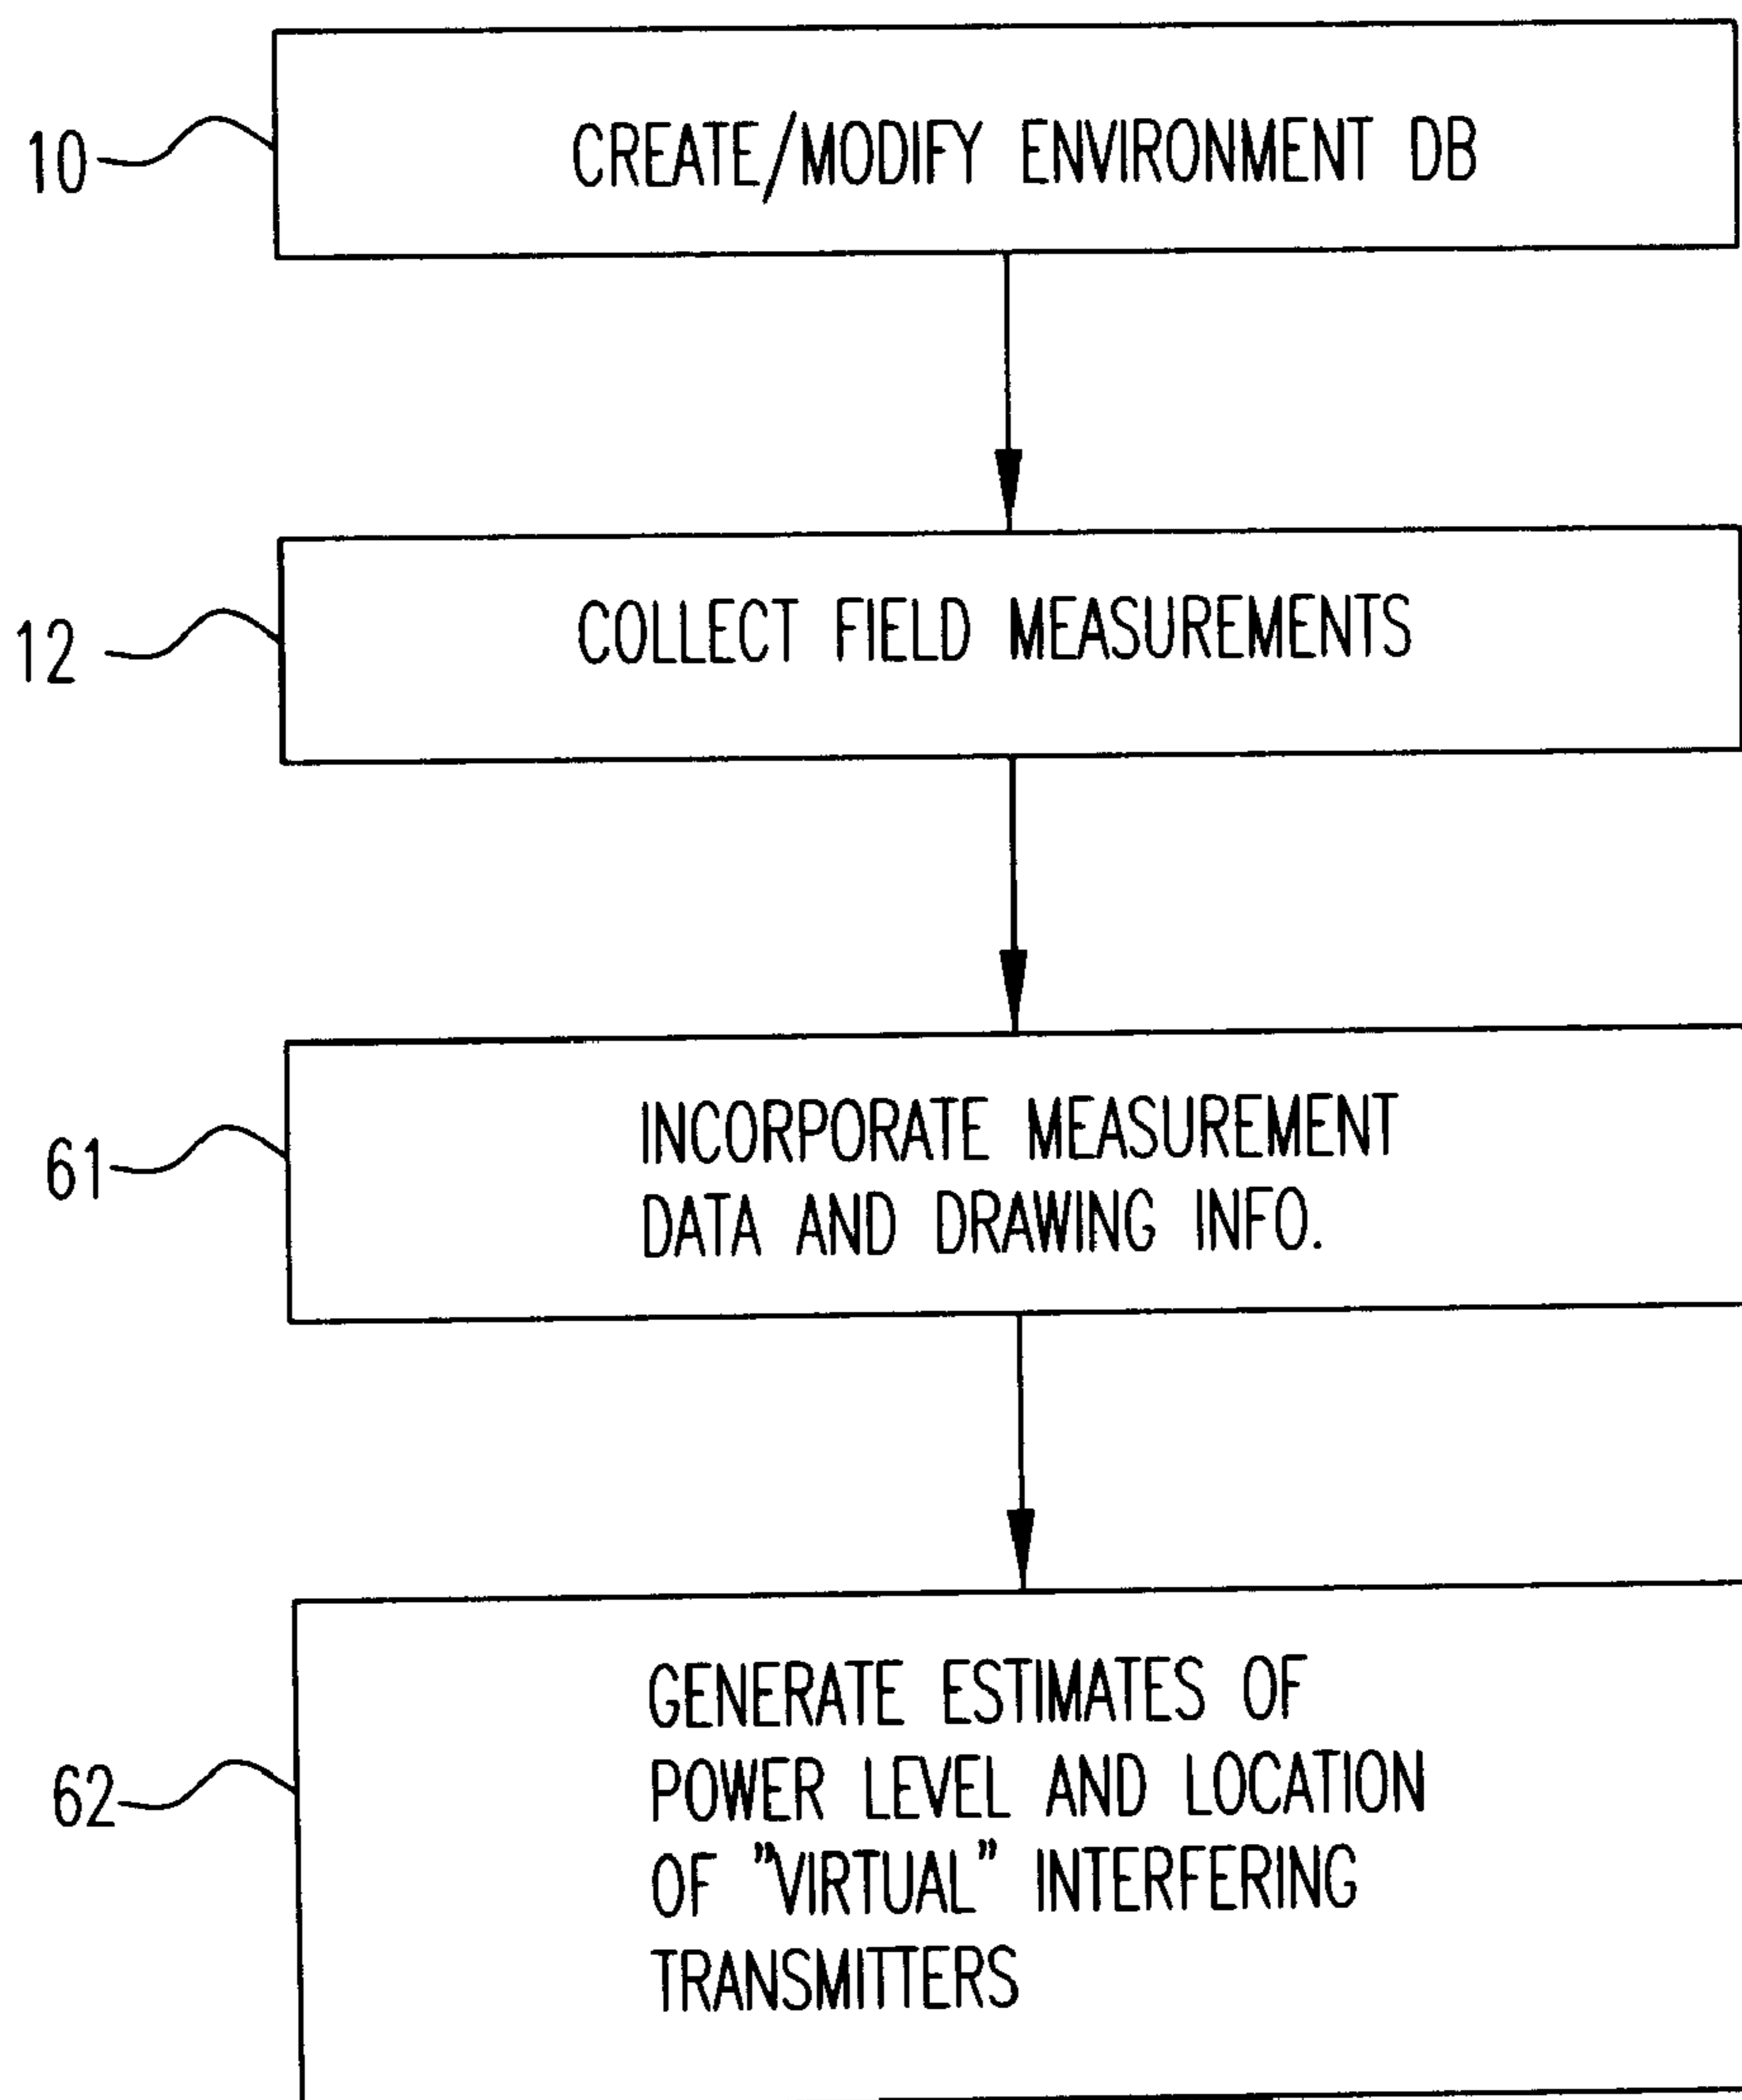 10
CREATE/MODIFY ENVIRONMENT DB
12
COLLECT FIELD MEASUREMENTS
61
INCORPORATE MEASUREMENT
DATA AND DRAWING INFO.
62
GENERATE ESTIMATES OF
POWER LEVEL AND LOCATION
OF "VIRTUAL" INTERFERING
TRANSMITTERS